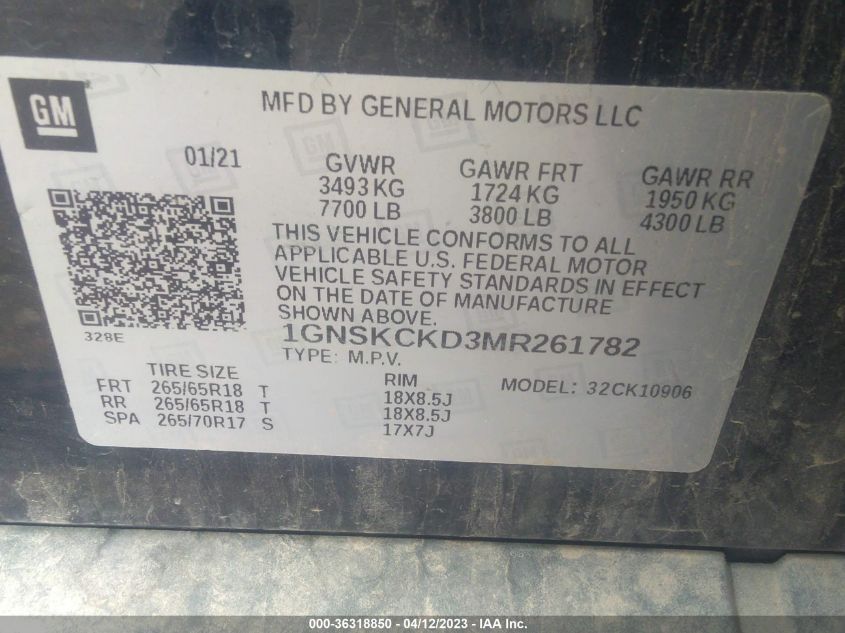 GM
MFD BY GENERAL MOTORS LLC
01/21
GVWR
3493 KG
7700 LB
GAWR FRT
1724 KG
3800 LB
GAWR RR
1950 KG
4300 LB
THIS VEHICLE CONFORMS TO ALL
APPLICABLE U.S. FEDERAL MOTOR
VEHICLE SAFETY STANDARDS IN EFFECT
ON THE DATE OF MANUFACTURE
SHOWN ABOVE.
328E
1GNSKCKD3MR261782
TYPE: M.P.V.
MODEL: 32CK10906
TIRE SIZE RIM
FRT 265/65R18 T 18X8.5J
RR 265/65R18 T 18X8.5J
SPA 265/70R17 S 17X7J
000-36318850 - 04/12/2023 - www.iaai.com